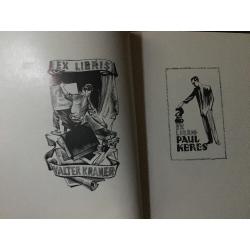 EX LIBRIS
WALTER KRAMER
EX
LIBRIS
PAUL
KERES